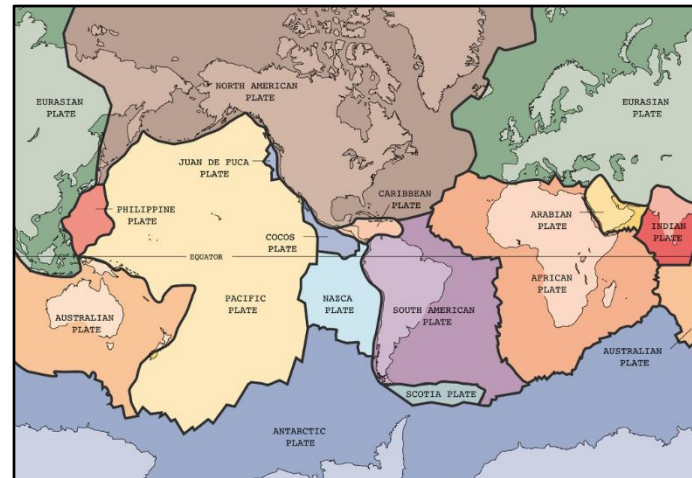 NORTH AMERICAN
PLATE
EURASIAN
PLATE
EURASIAN
PLATE
JUAN DE FUCA
PLATE
CARIBBEAN
PLATE
PHILIPPINE
PLATE
ARABIAN
PLATE
INDIAN
PLATE
COCOS
PLATE
EQUATOR
AFRICAN
PLATE
PACIFIC
PLATE
NAZCA
PLATE
SOUTH AMERICAN
PLATE
AUSTRALIAN
PLATE
AUSTRALIAN
PLATE
SCOTIA PLATE
ANTARCTIC
PLATE